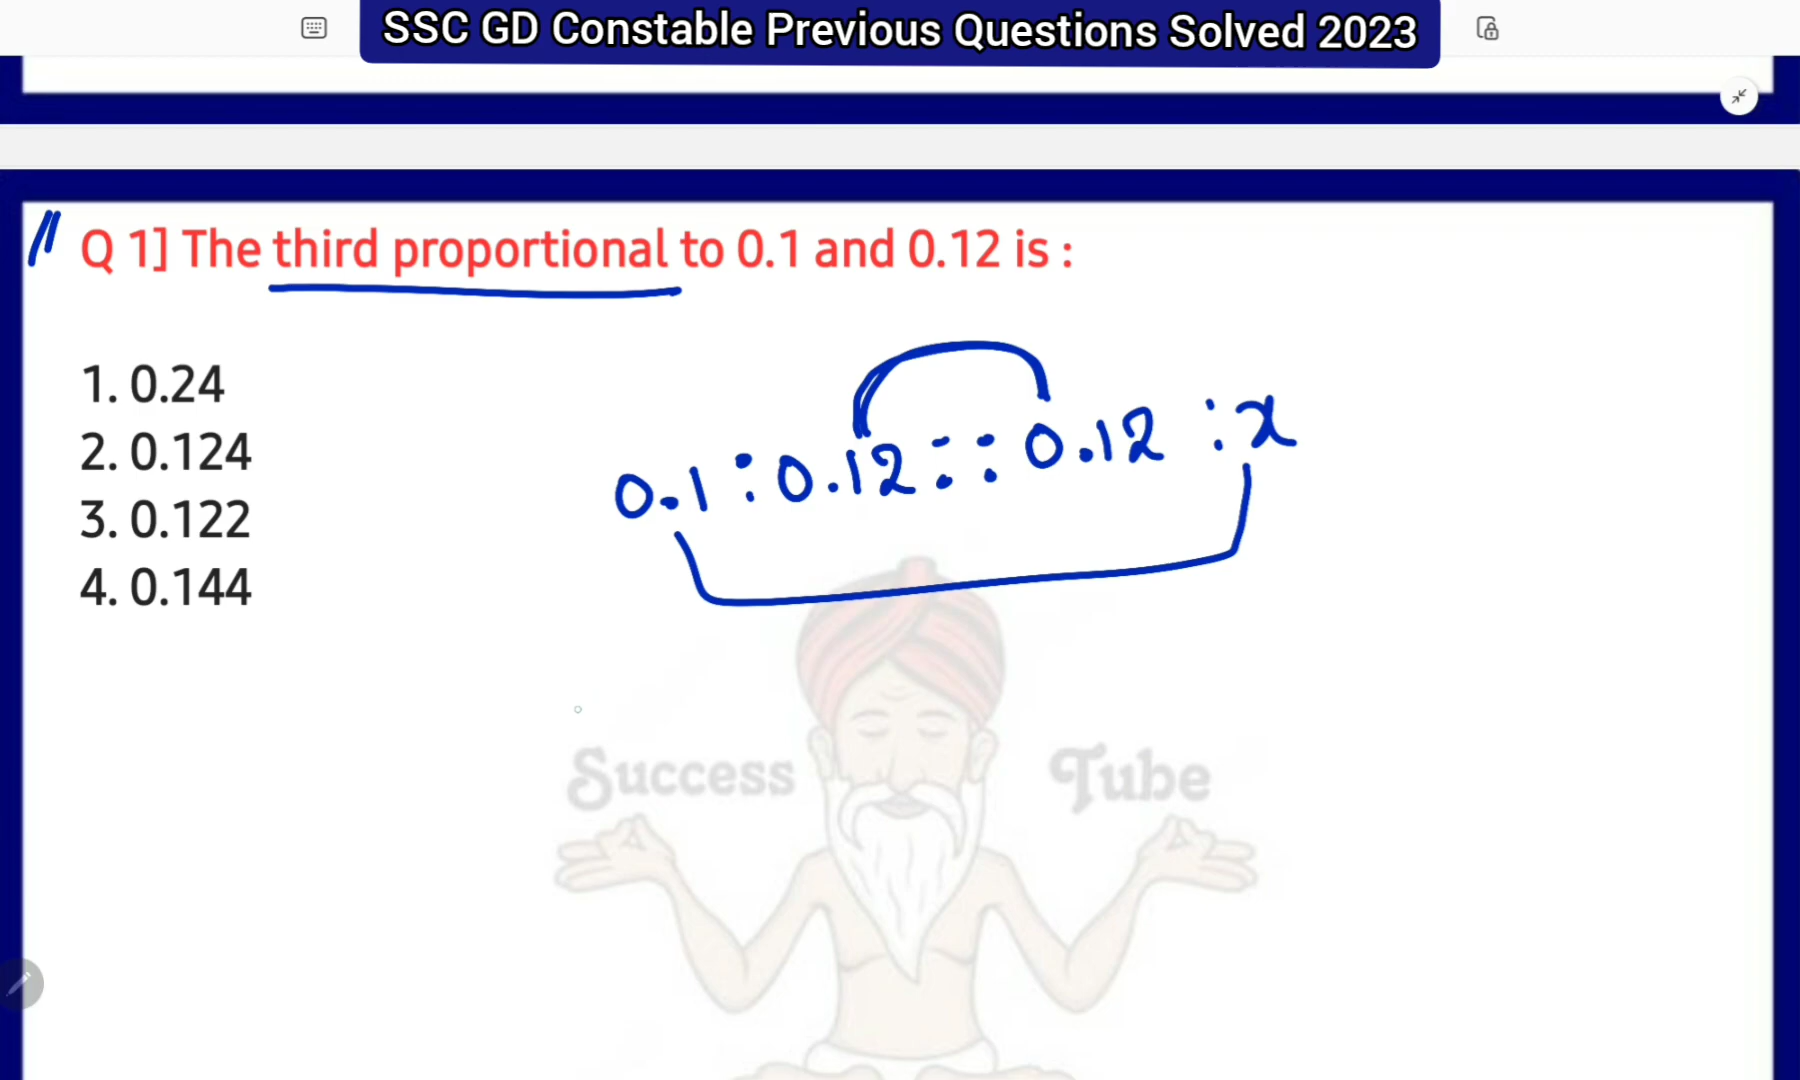 SSC GD Constable Previous Questions Solved 2023
Q 1] The third proportional to 0.1 and 0.12 is :
1. 0.24
2. 0.124
3. 0.122
4. 0.144
0.1 : 0.12 :: 0.12 : x
Success Tube